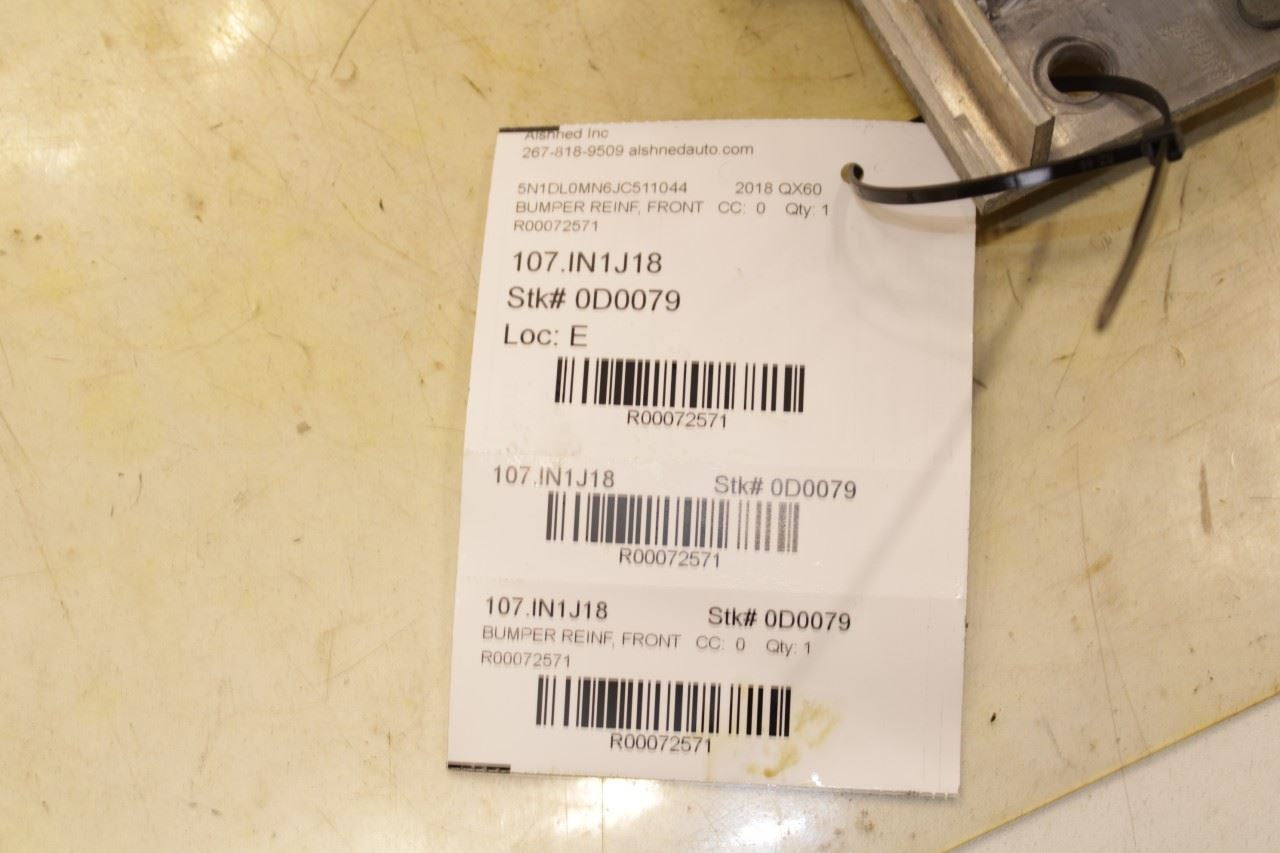 Alshned Inc
267-818-9509 alshnedauto.com
5N1DL0MN6JC511044 2018 QX60
BUMPER REINF, FRONT CC: 0 Qty: 1
R00072571
107.IN1J18
Stk# 0D0079
Loc: E
R00072571
107.IN1J18 Stk# 0D0079
R00072571
107.IN1J18 Stk# 0D0079
BUMPER REINF, FRONT CC: 0 Qty: 1
R00072571
R00072571